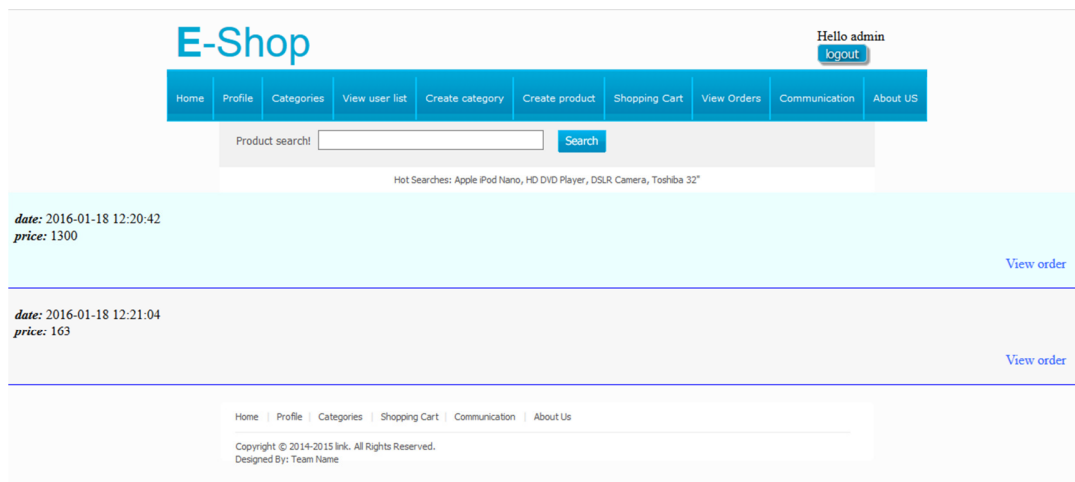 E-Shop
Hello admin
logout
Home Profile Categories View user list Create category Create product Shopping Cart View Orders Communication About US
Product search! Search
Hot Searches: Apple iPod Nano, HD DVD Player, DSLR Camera, Toshiba 32"
date: 2016-01-18 12:20:42
price: 1300
View order
date: 2016-01-18 12:21:04
price: 163
View order
Home | Profile | Categories | Shopping Cart | Communication | About Us
Copyright © 2014-2015 link. All Rights Reserved.
Designed By: Team Name